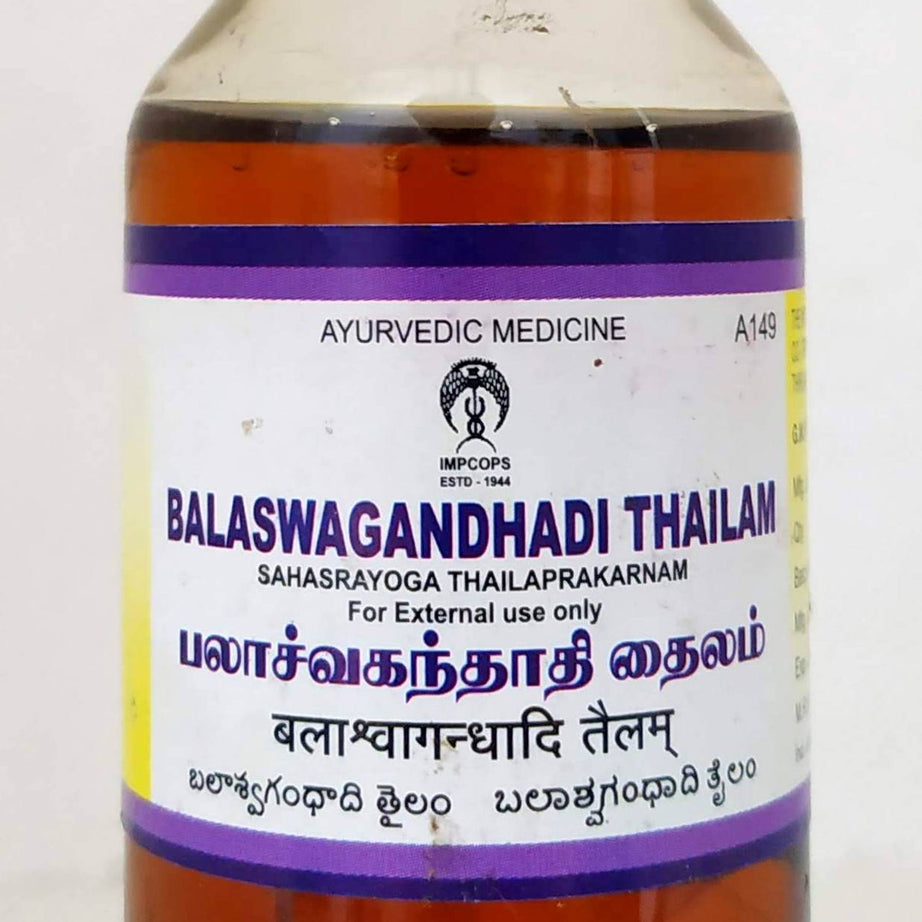 AYURVEDIC MEDICINE
A149
IMPCOPS
ESTD - 1944
BALASWAGANDHADI THAILAM
SAHASRAYOGA THAILAPRAKARNAM
For External use only
பலாச்வகந்தாதி தைலம்
बलाश्वागन्धादि तैलम्
బలాశ్వగంధాది తైలం ಬಲಾಶ್ವಗಂಧಾದಿ ತೈಲಂ